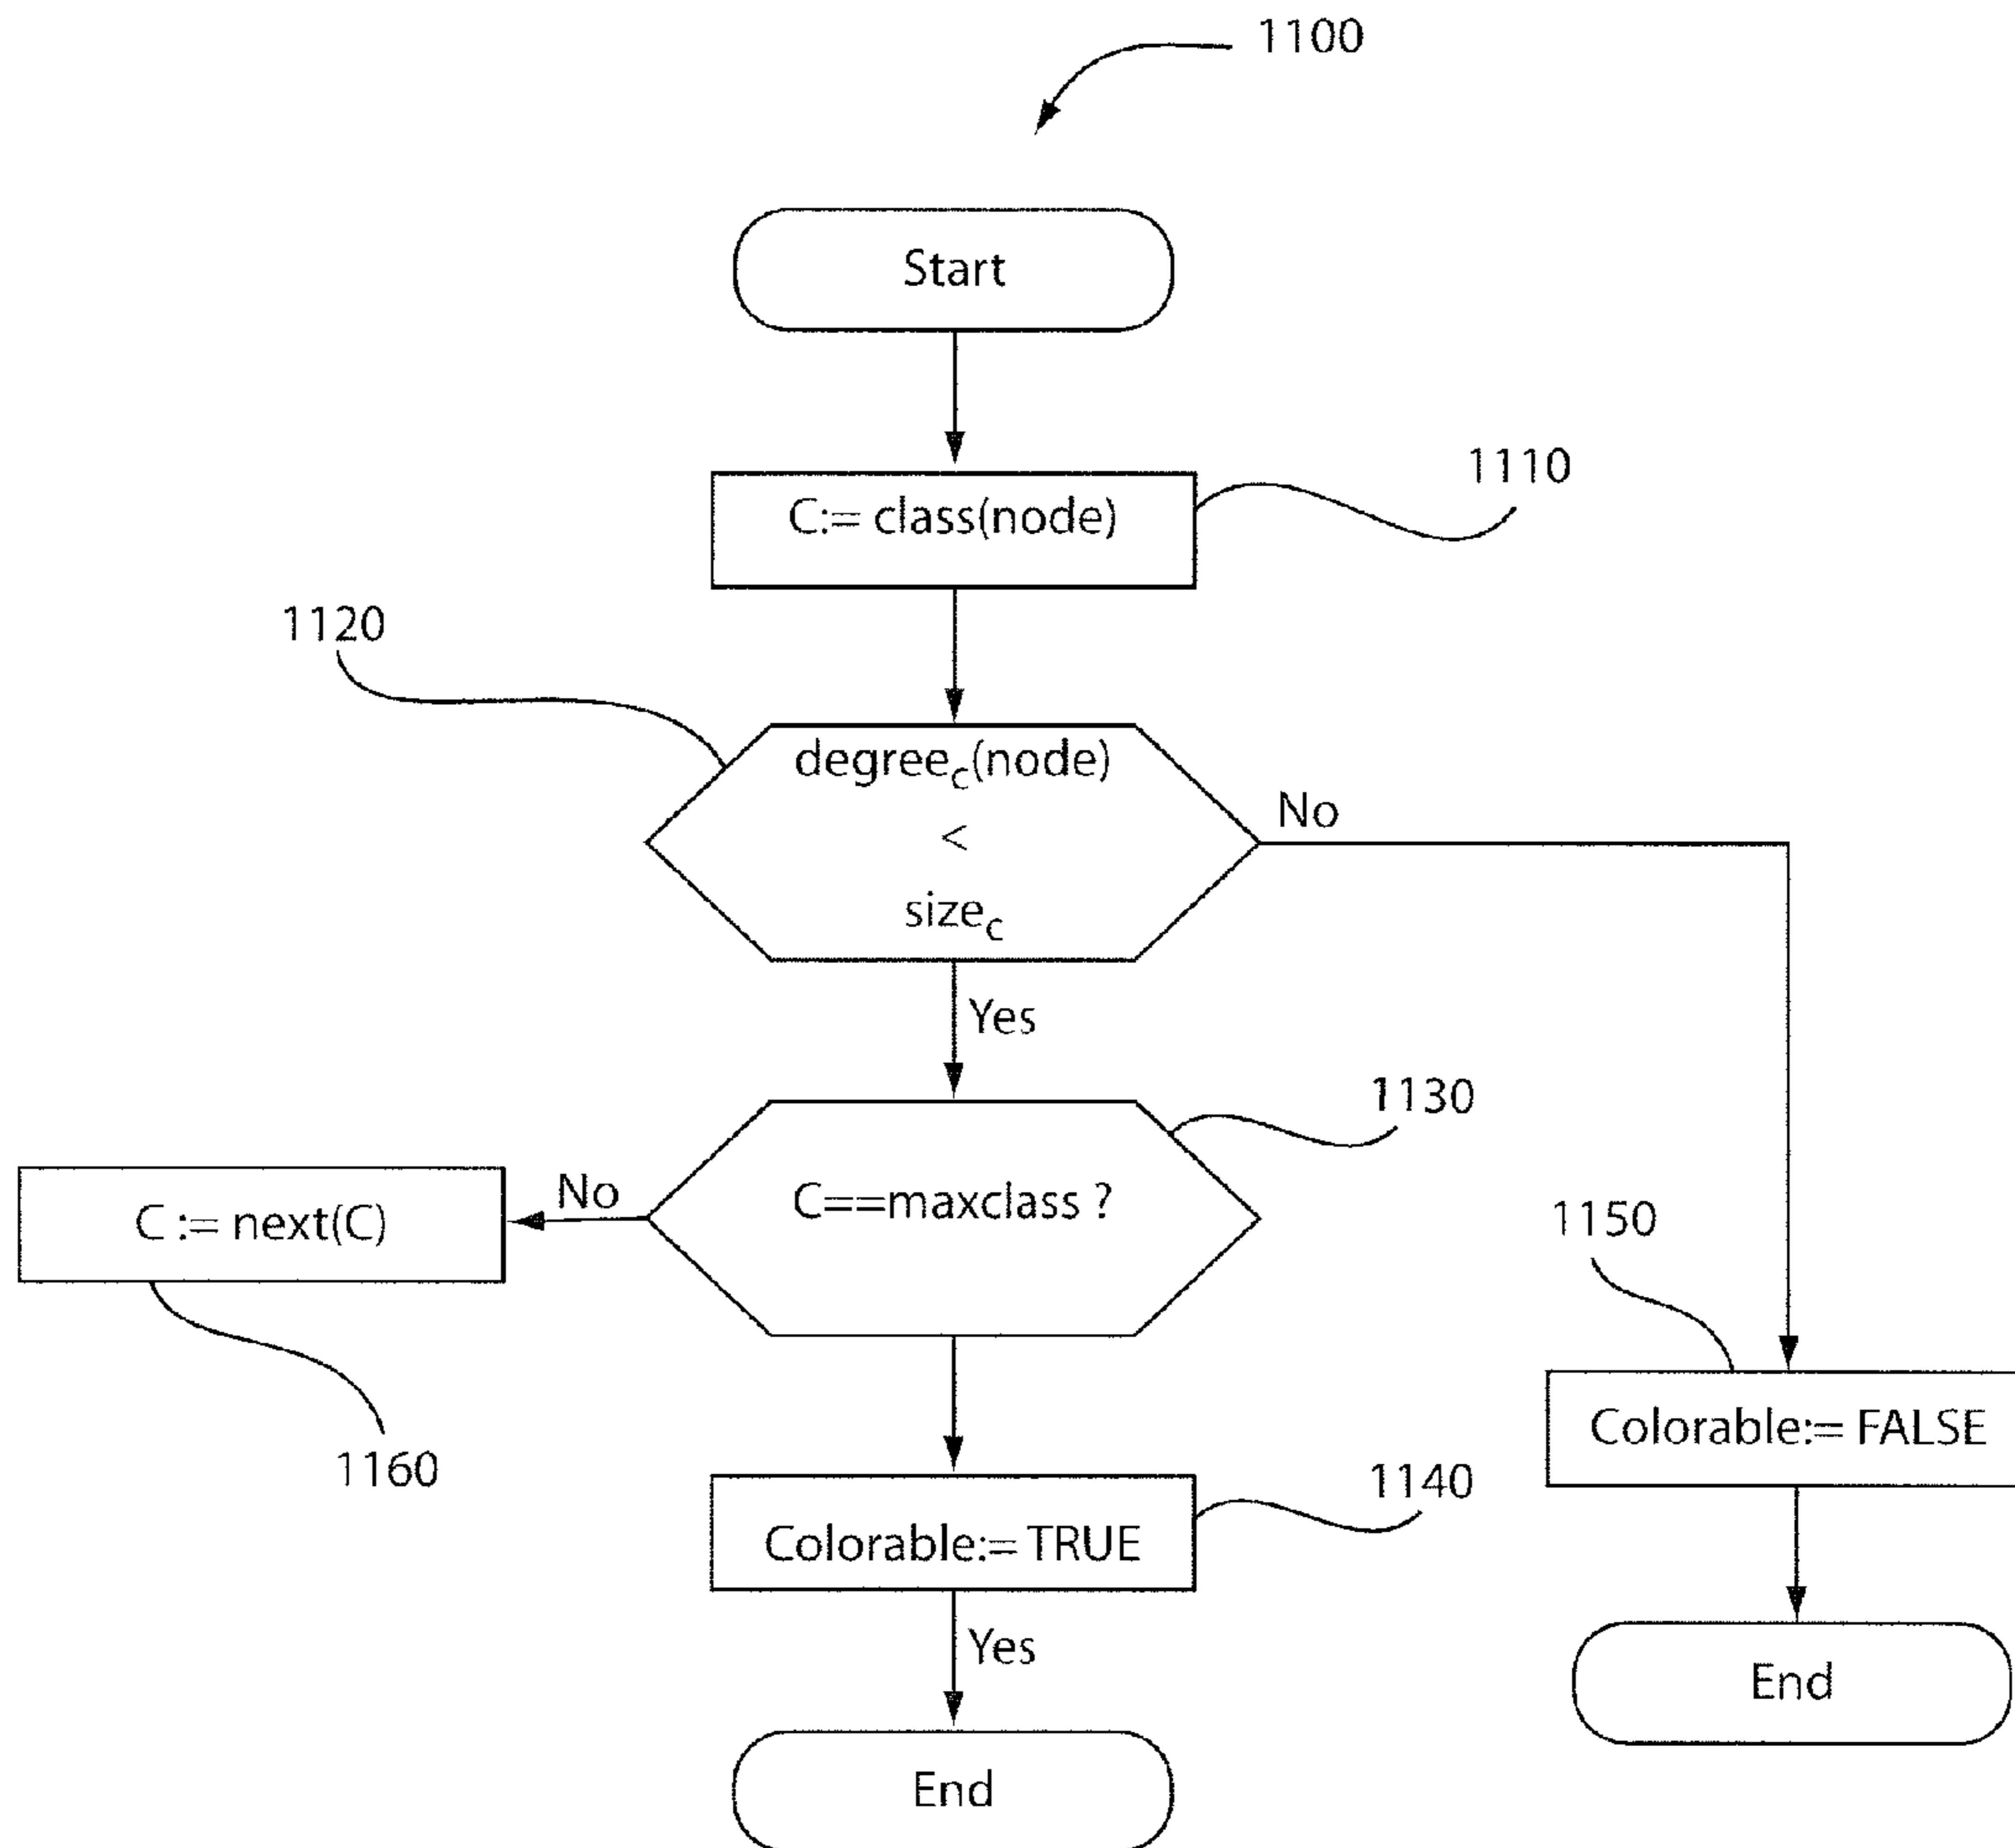 1100
Start
C:= class(node)
1110
1120
degree_c(node)
<
size_c
No
Yes
1130
C==maxclass ?
No
C := next(C)
1160
1150
Colorable:= FALSE
1140
Colorable:= TRUE
Yes
End
End